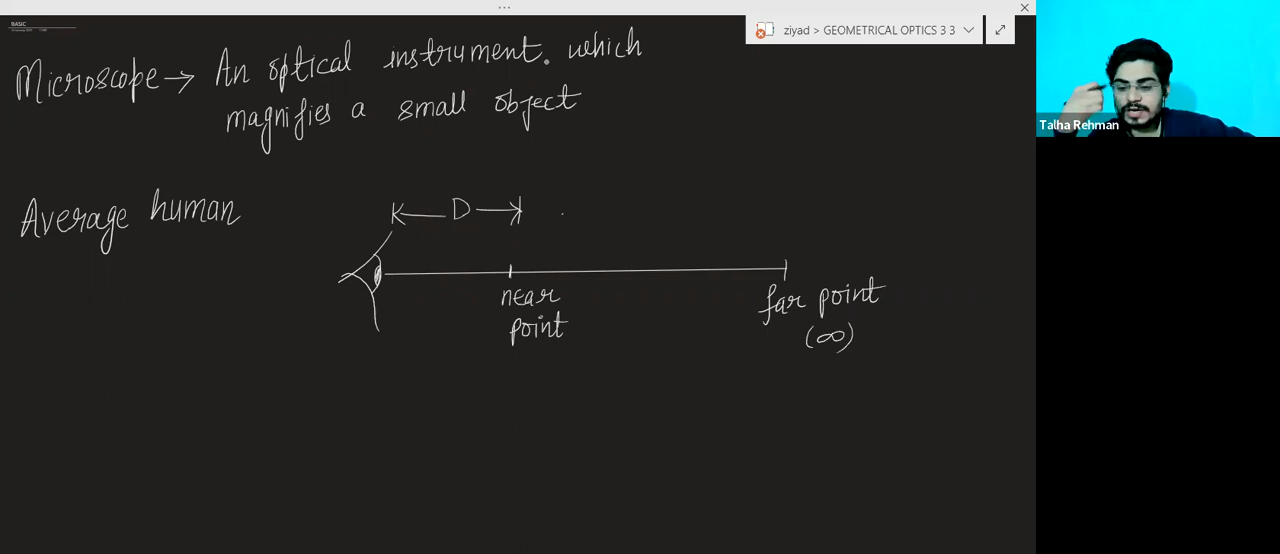 BASIC
ziyad > GEOMETRICAL OPTICS 3 3
Microscope → An optical instrument. which
magnifies a small object
Talha Rehman
Average human
D
near
point
far point
(∞)